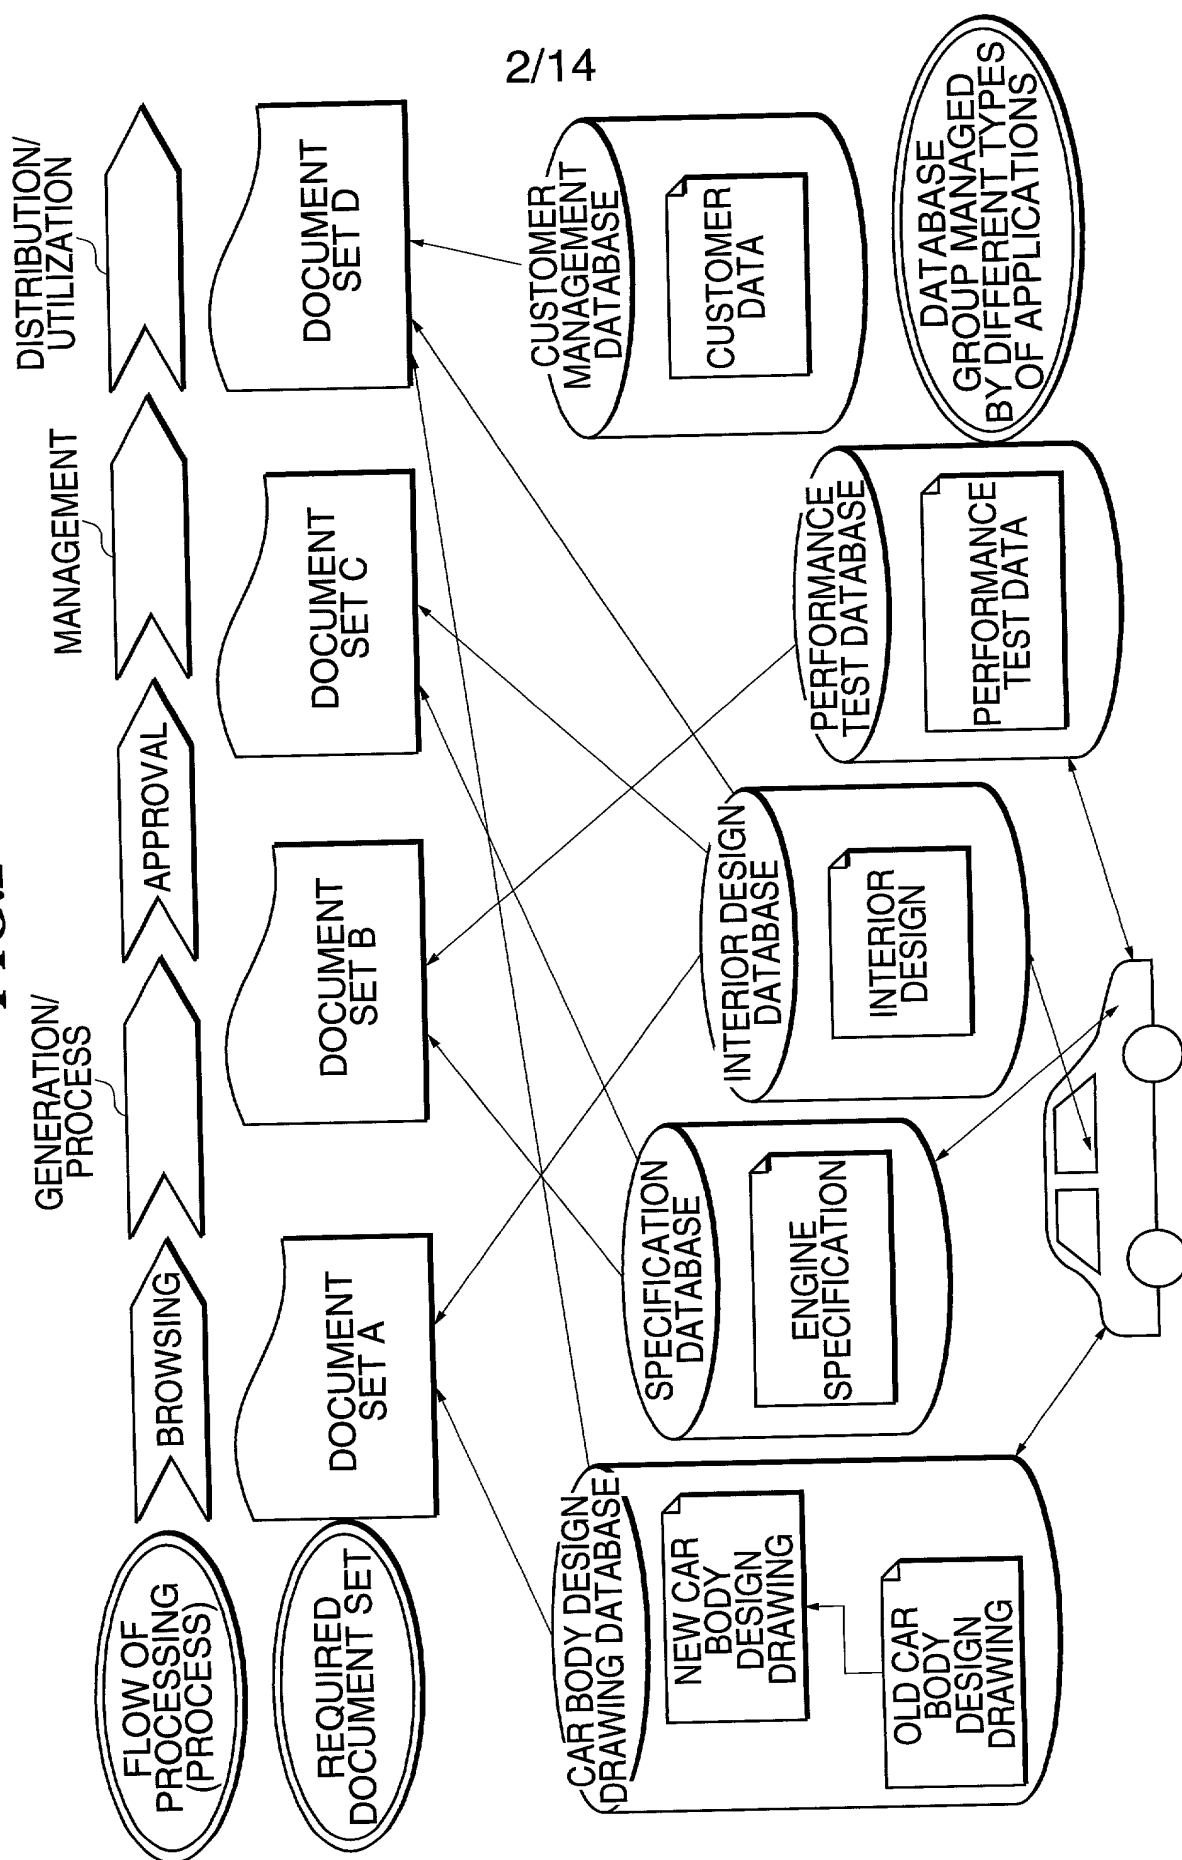 2/14
FLOW OF
PROCESSING
(PROCESS)
BROWSING
GENERATION/
PROCESS
APPROVAL
MANAGEMENT
DISTRIBUTION/
UTILIZATION
REQUIRED
DOCUMENT SET
DOCUMENT
SET A
DOCUMENT
SET B
DOCUMENT
SET C
DOCUMENT
SET D
CAR BODY DESIGN
DRAWING DATABASE
NEW CAR
BODY
DESIGN
DRAWING
OLD CAR
BODY
DESIGN
DRAWING
SPECIFICATION
DATABASE
ENGINE
SPECIFICATION
INTERIOR DESIGN
DATABASE
INTERIOR
DESIGN
PERFORMANCE
TEST DATABASE
PERFORMANCE
TEST DATA
CUSTOMER
MANAGEMENT
DATABASE
CUSTOMER
DATA
DATABASE
GROUP MANAGED
BY DIFFERENT TYPES
OF APPLICATIONS